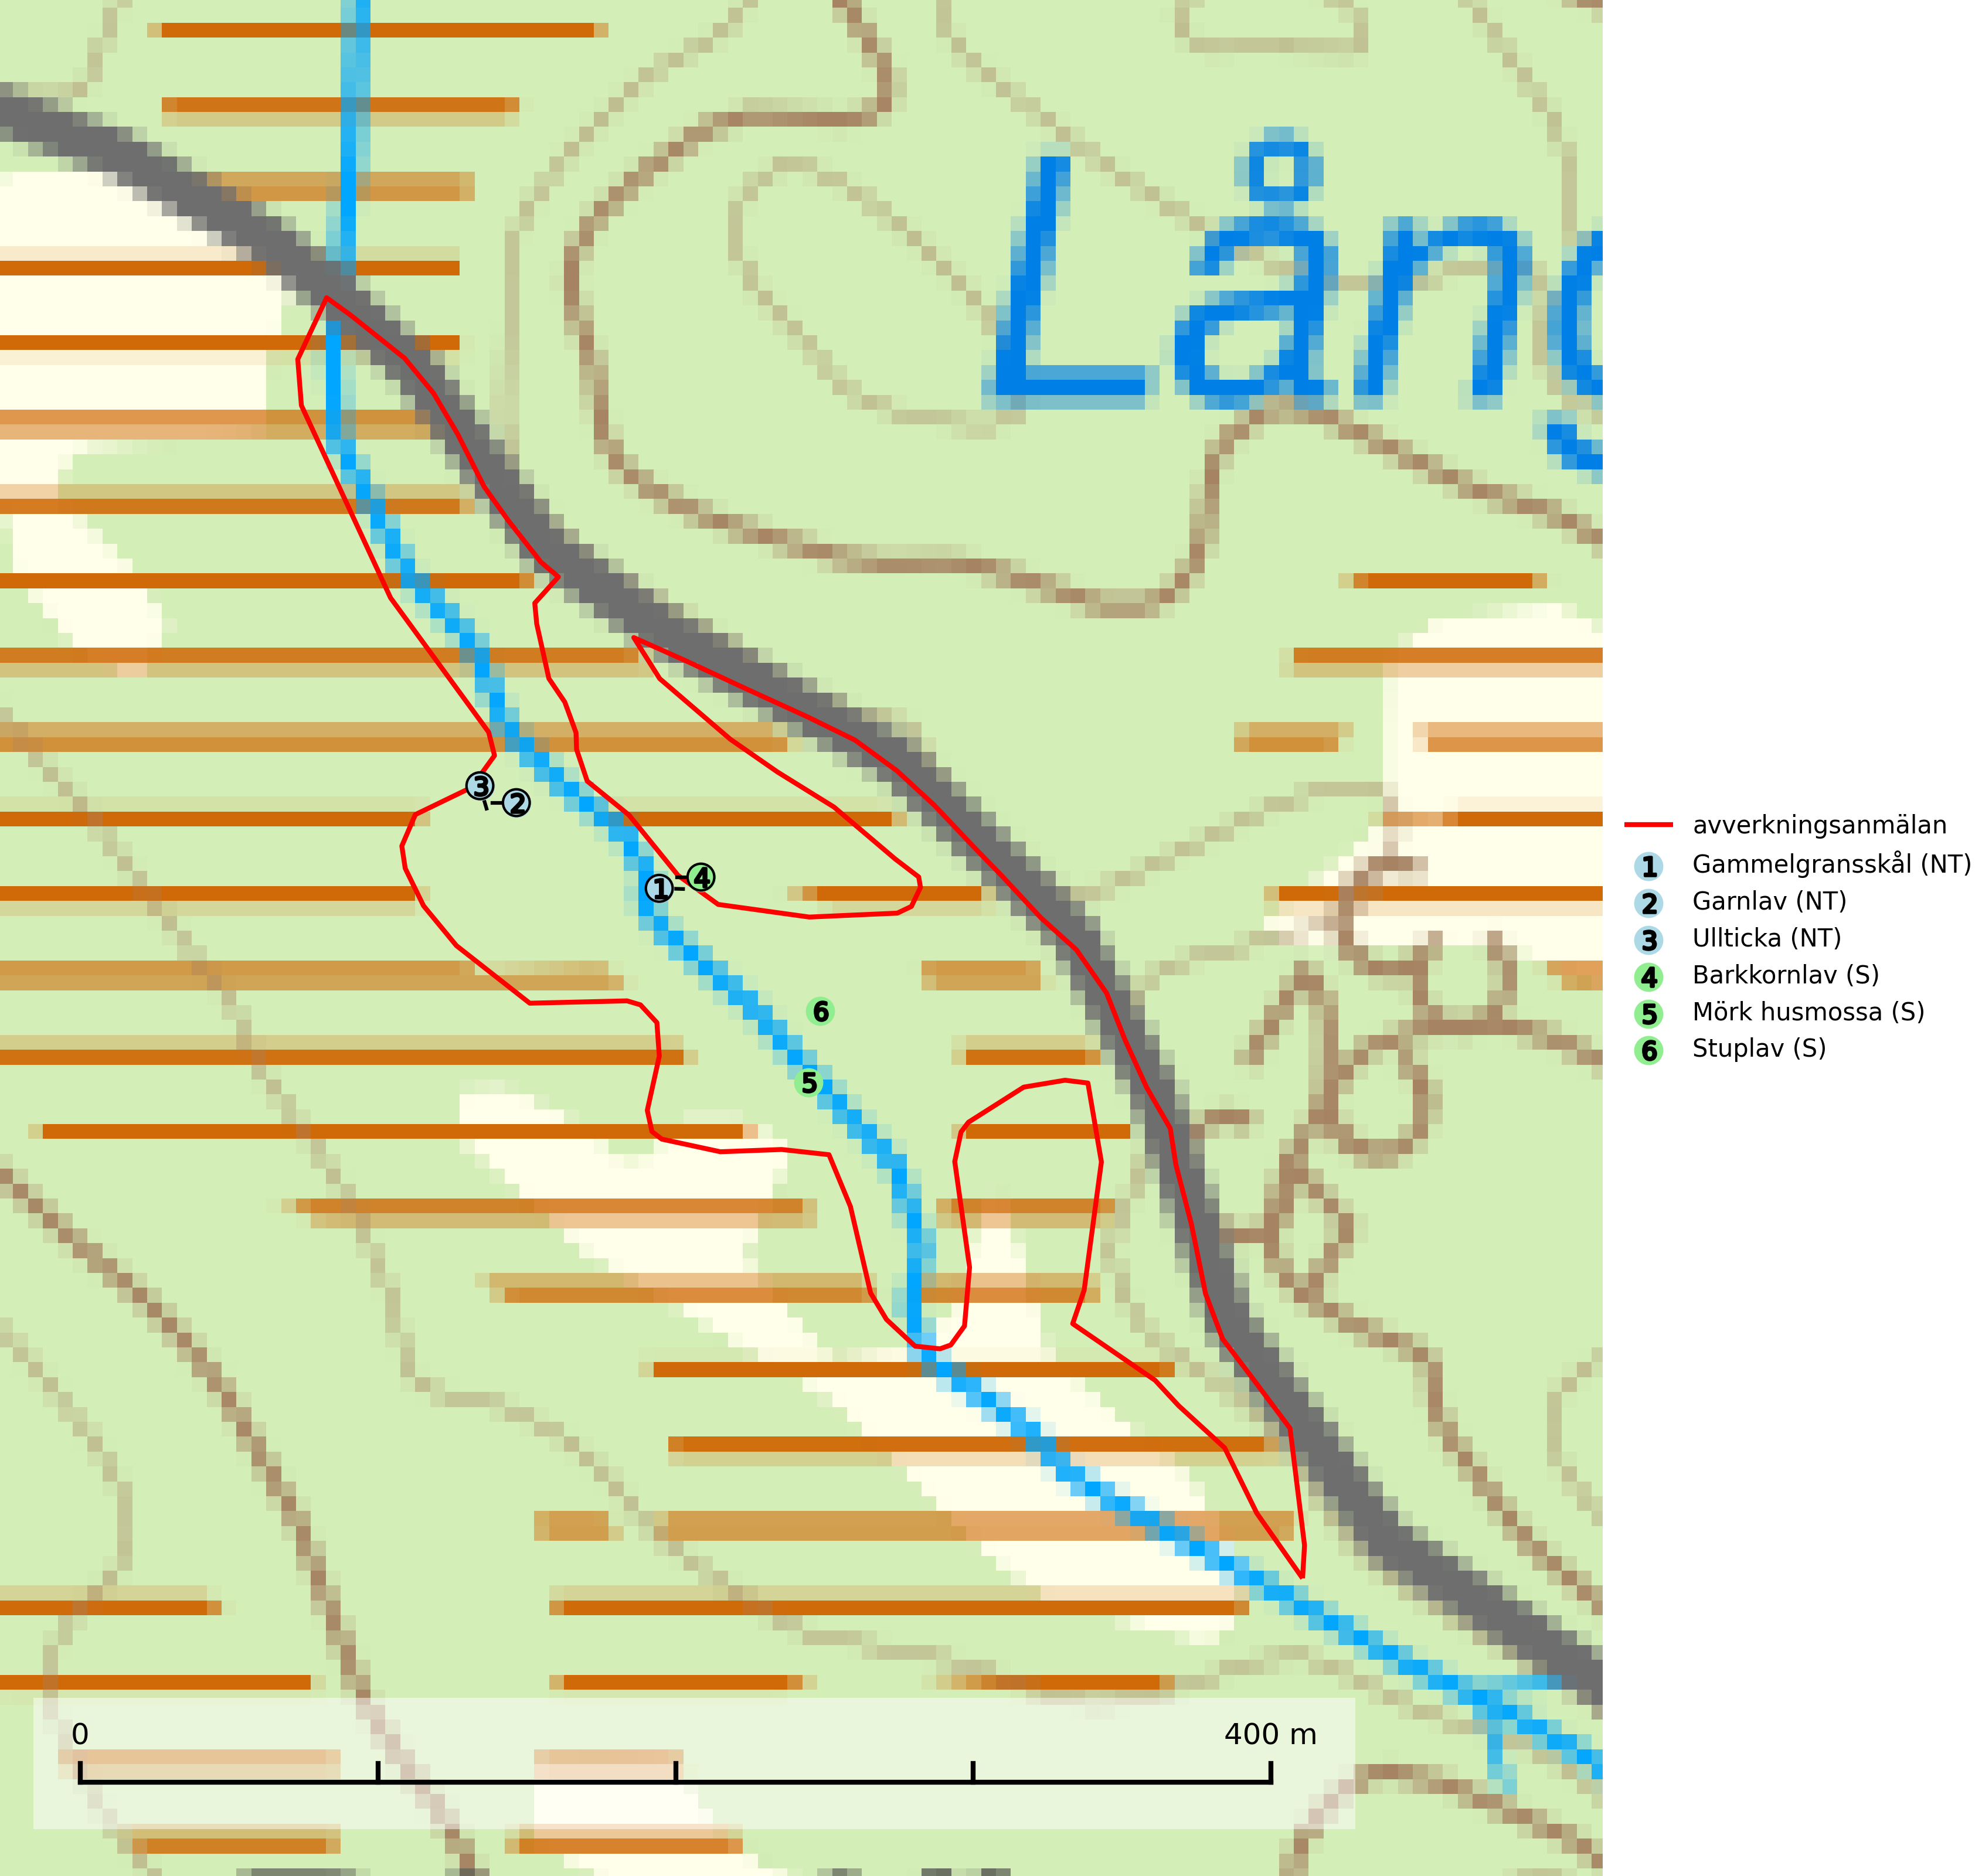 Lån
3
2
1
4
6
5
0
400 m
avverkningsanmälan
1 Gammelgransskål (NT)
2 Garnlav (NT)
3 Ullticka (NT)
4 Barkkornlav (S)
5 Mörk husmossa (S)
6 Stuplav (S)